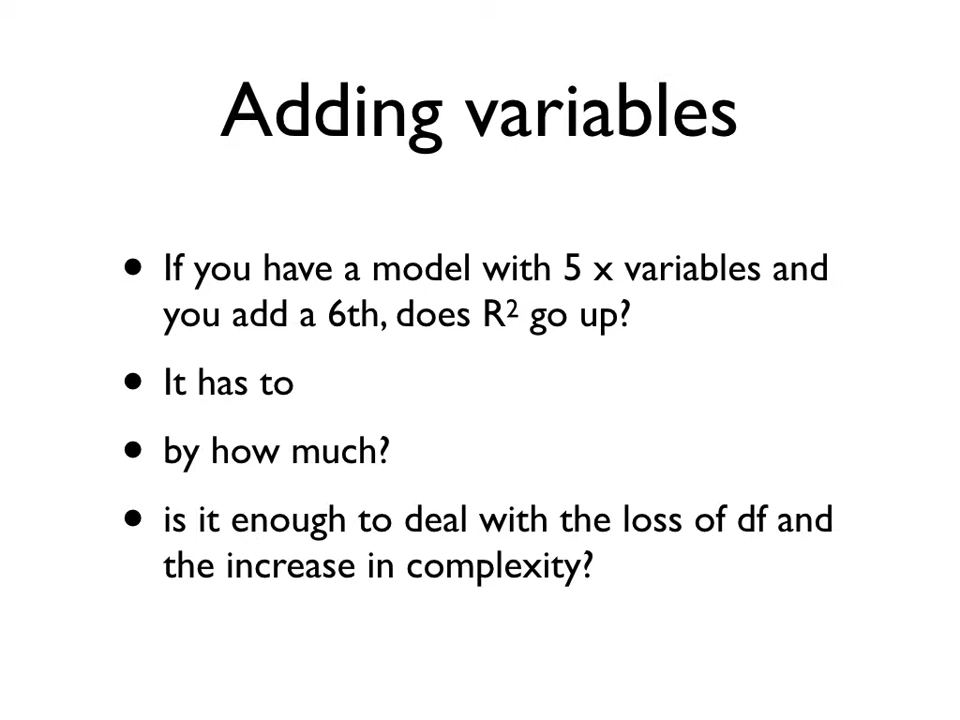 Adding variables
• If you have a model with 5 x variables and
you add a 6th, does R² go up?
• It has to
• by how much?
• is it enough to deal with the loss of df and
the increase in complexity?